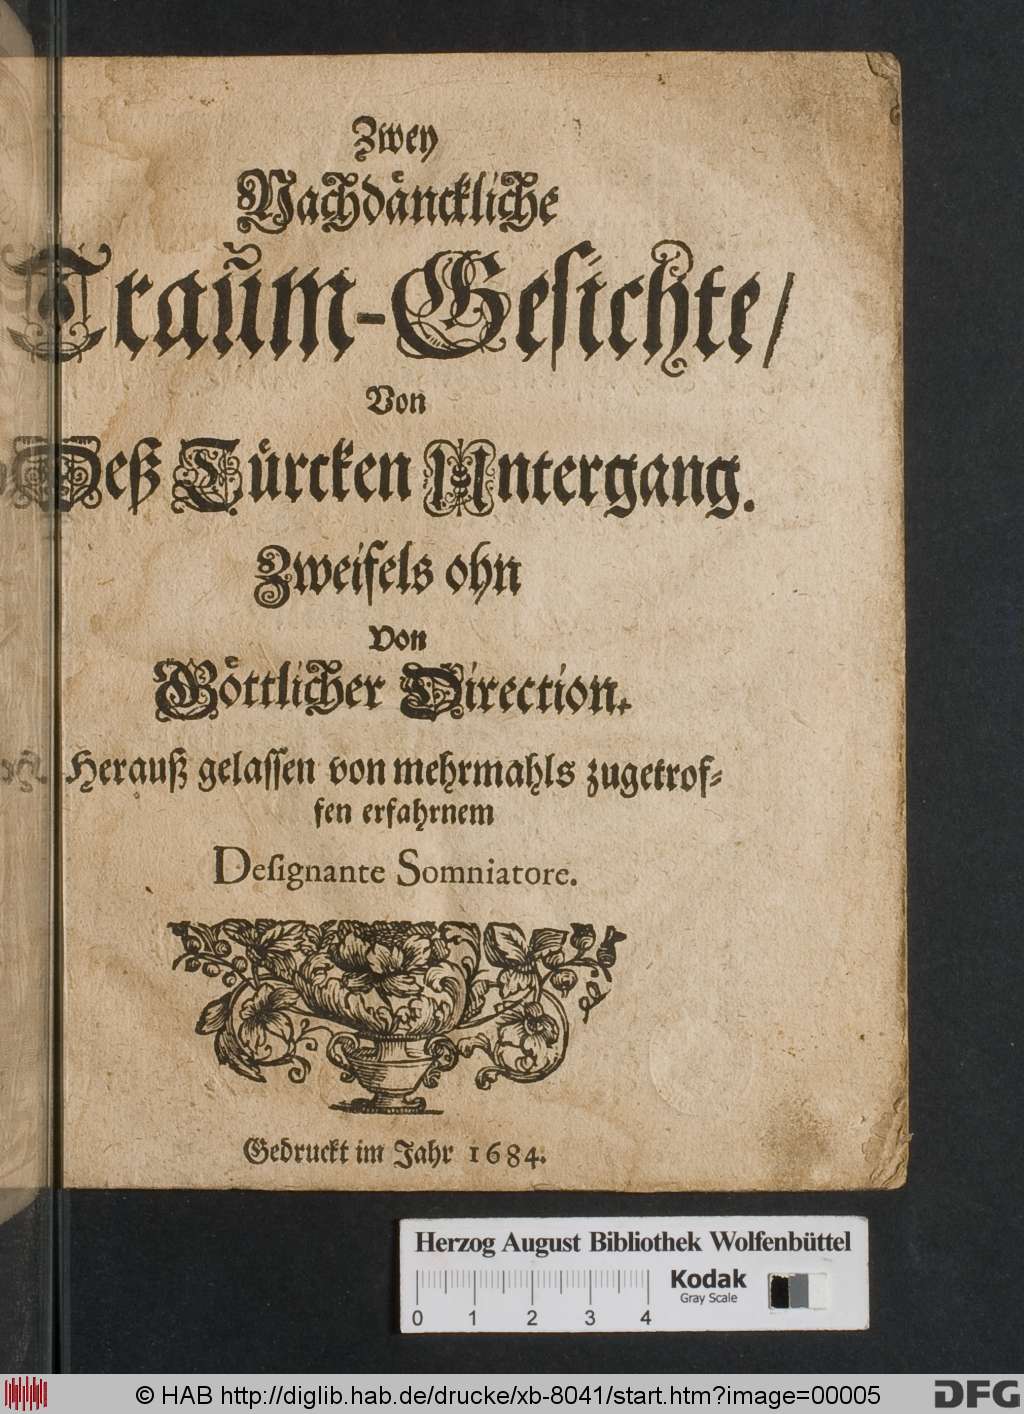 Zwey
Nachdänckliche
Traum-Gesichte/
Von
Deß Türcken Untergang.
Zweifels ohn
von
Göttlicher Direction.
Herauß gelassen von mehrmahls zugetrof-
fen erfahrnem
Deſignante Somniatore.
Gedruckt im Jahr 1684.
Herzog August Bibliothek Wolfenbüttel
Kodak
Gray Scale
0 1 2 3 4
© HAB http://diglib.hab.de/drucke/xb-8041/start.htm?image=00005
DFG